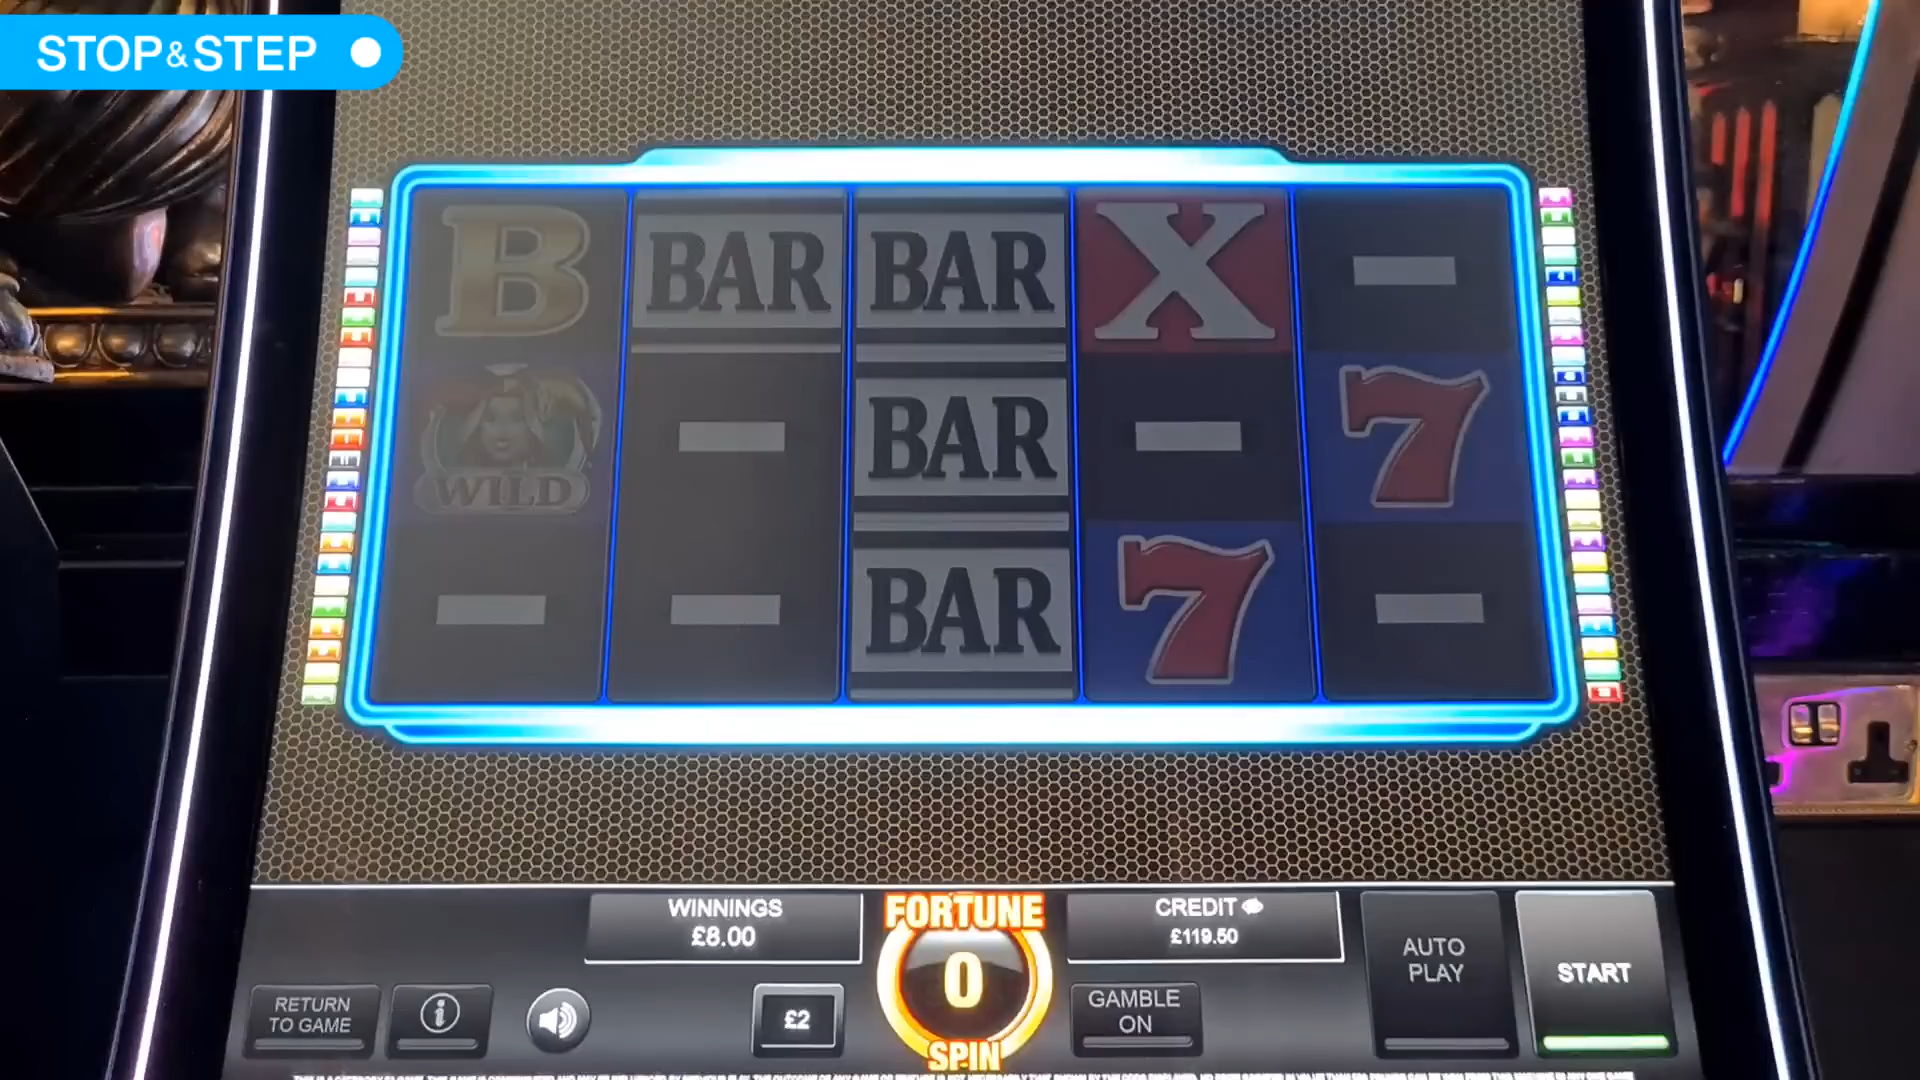 STOP&STEP
B BAR BAR X
WILD BAR 7
BAR 7
WINNINGS
£8.00
FORTUNE
0
SPIN
CREDIT
£119.50
AUTO
PLAY
START
RETURN
TO GAME
i
£2
GAMBLE
ON